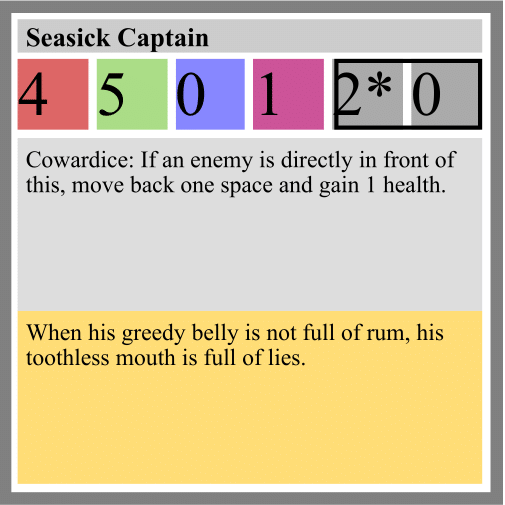 Seasick Captain
4 5 0 1 2* 0
Cowardice: If an enemy is directly in front of
this, move back one space and gain 1 health.
When his greedy belly is not full of rum, his
toothless mouth is full of lies.